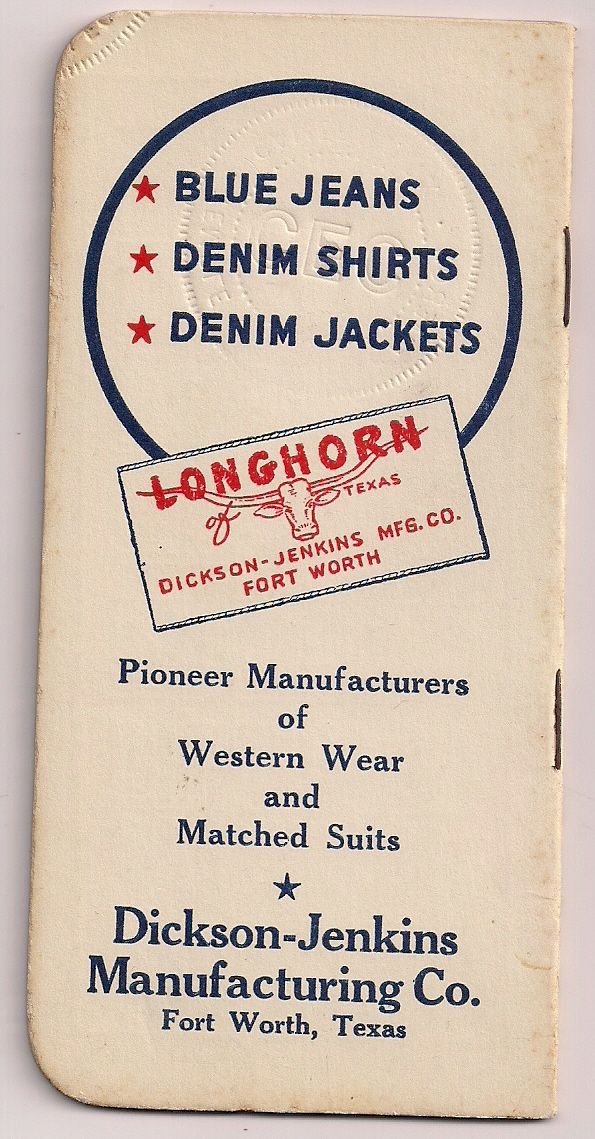 ★ BLUE JEANS
★ DENIM SHIRTS
★ DENIM JACKETS
LONGHORN
of TEXAS
DICKSON-JENKINS MFG. CO.
FORT WORTH
Pioneer Manufacturers
of
Western Wear
and
Matched Suits
★
Dickson-Jenkins
Manufacturing Co.
Fort Worth, Texas